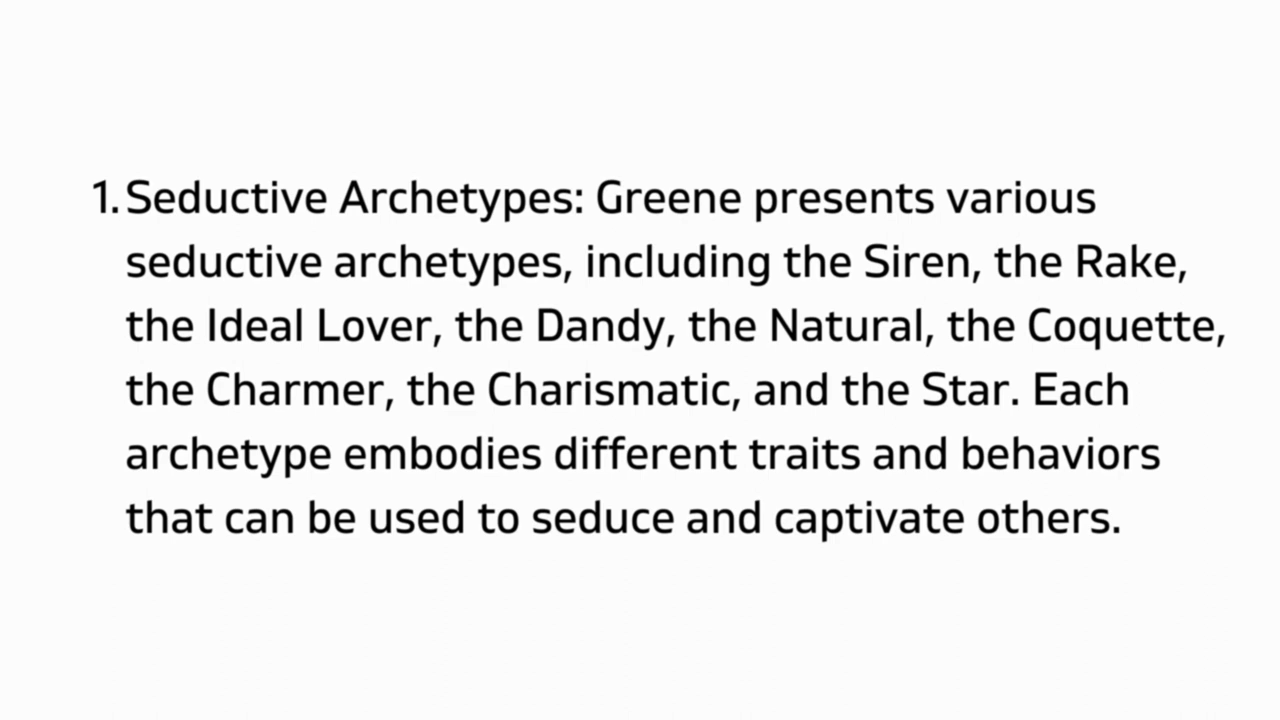 1. Seductive Archetypes: Greene presents various
seductive archetypes, including the Siren, the Rake,
the Ideal Lover, the Dandy, the Natural, the Coquette,
the Charmer, the Charismatic, and the Star. Each
archetype embodies different traits and behaviors
that can be used to seduce and captivate others.